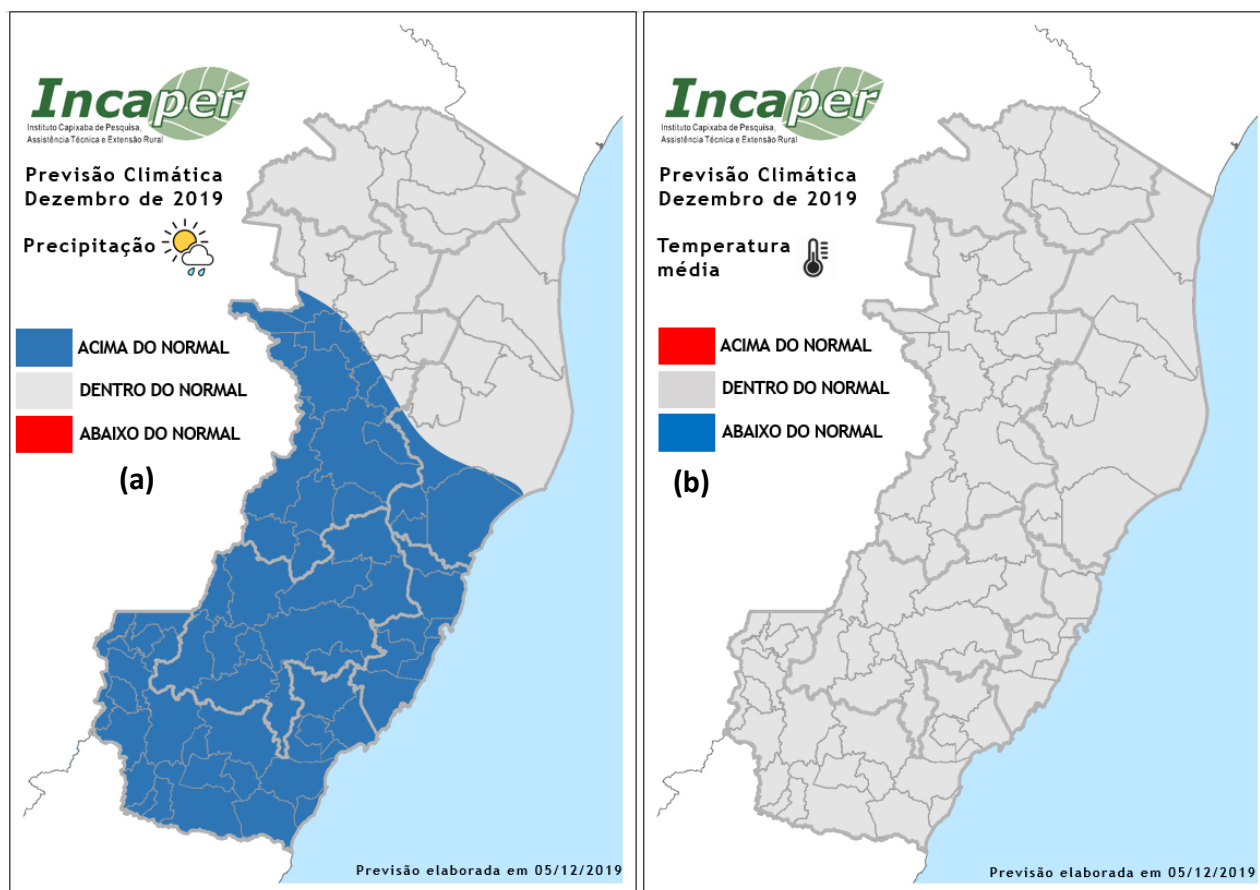 Incaper
Instituto Capixaba de Pesquisa,
Assistência Técnica e Extensão Rural
Previsão Climática
Dezembro de 2019
Precipitação
ACIMA DO NORMAL
DENTRO DO NORMAL
ABAIXO DO NORMAL
(a)
Previsão elaborada em 05/12/2019
Incaper
Instituto Capixaba de Pesquisa,
Assistência Técnica e Extensão Rural
Previsão Climática
Dezembro de 2019
Temperatura
média
ACIMA DO NORMAL
DENTRO DO NORMAL
ABAIXO DO NORMAL
(b)
Previsão elaborada em 05/12/2019